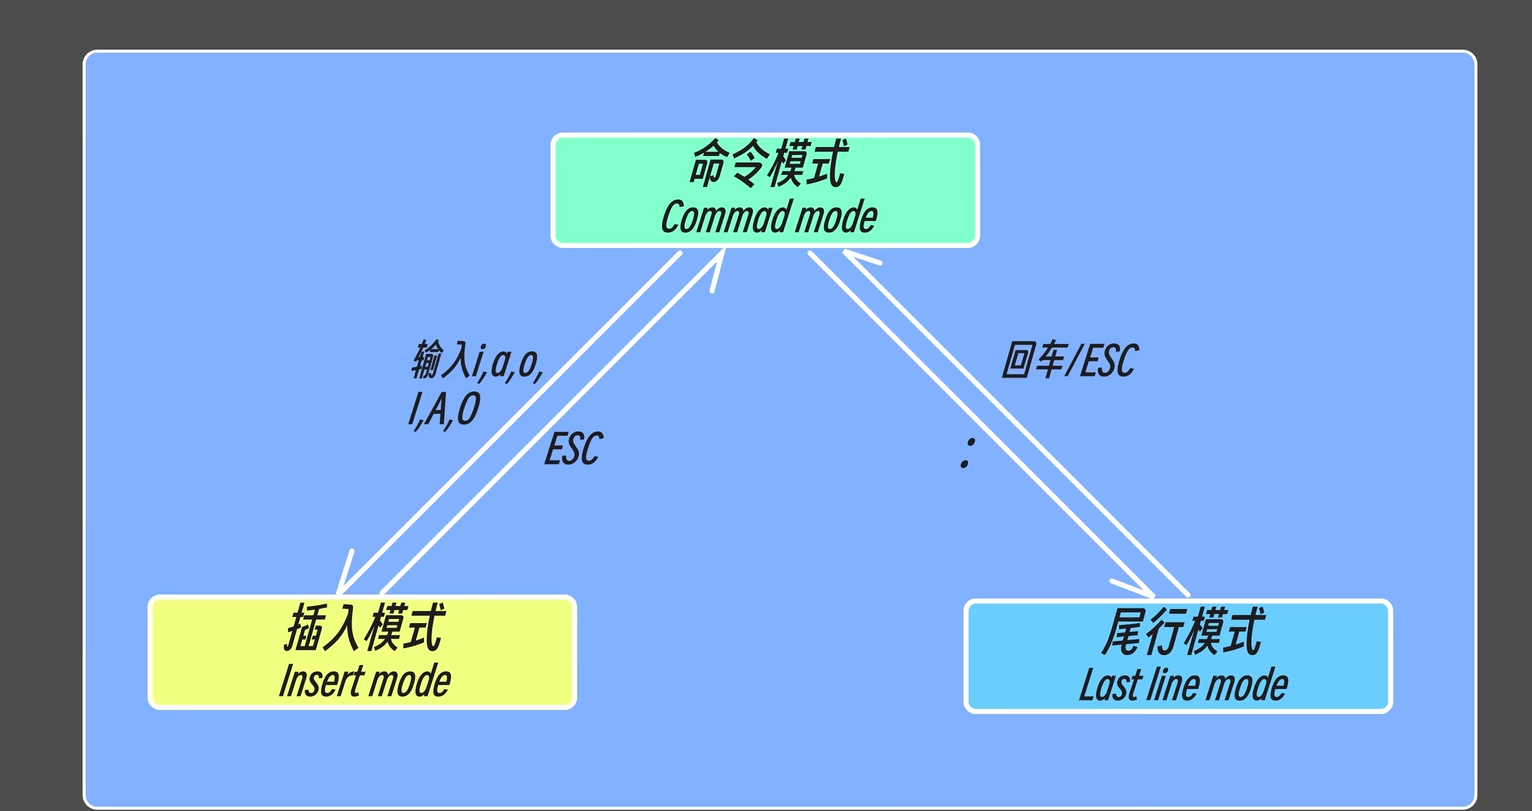 命令模式
Commad mode
输入i,a,o,
I,A,O
ESC
回车/ESC
:
插入模式
Insert mode
尾行模式
Last line mode